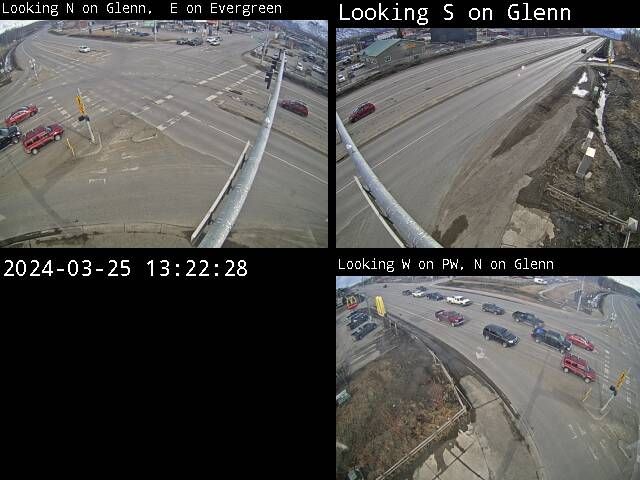 Looking N on Glenn,  E on Evergreen
Looking S on Glenn
2024-03-25 13:22:28
Looking W on PW, N on Glenn